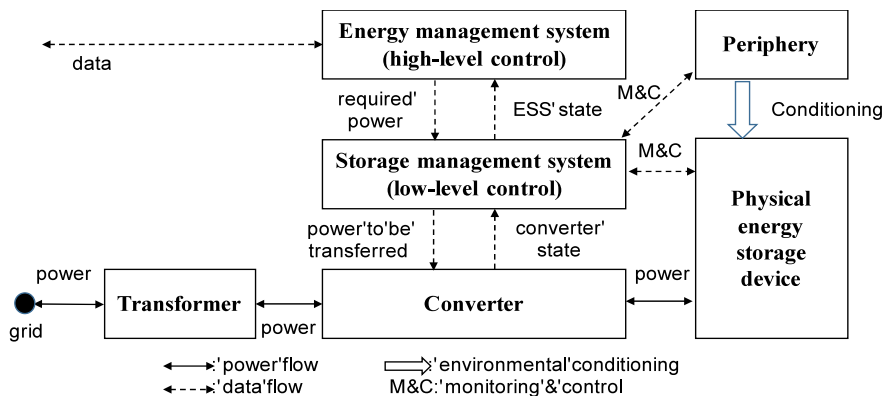 Energy management system
(high-level control)
Periphery
data
required'
power
ESS' state
M&C
Conditioning
Storage management system
(low-level control)
M&C
Physical
energy
storage
device
power'to'be'
transferred
converter'
state
power
power
Transformer
Converter
grid
power
:'power'flow
:'environmental'conditioning
:'data'flow
M&C:'monitoring'&'control